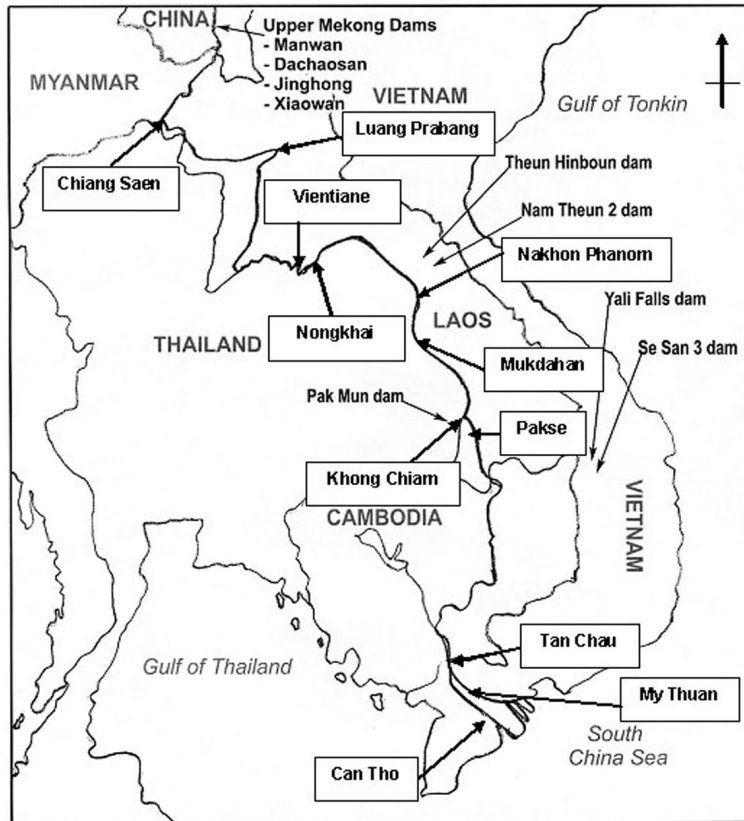 CHINA
Upper Mekong Dams
- Manwan
- Dachaosan
- Jinghong
- Xiaowan
MYANMAR
VIETNAM
Gulf of Tonkin
Luang Prabang
Chiang Saen
Theun Hinboun dam
Vientiane
Nam Theun 2 dam
Nakhon Phanom
Yali Falls dam
LAOS
THAILAND
Nongkhai
Se San 3 dam
Mukdahan
Pak Mun dam
Pakse
Khong Chiam
CAMBODIA
VIETNAM
Tan Chau
Gulf of Thailand
My Thuan
South
China Sea
Can Tho